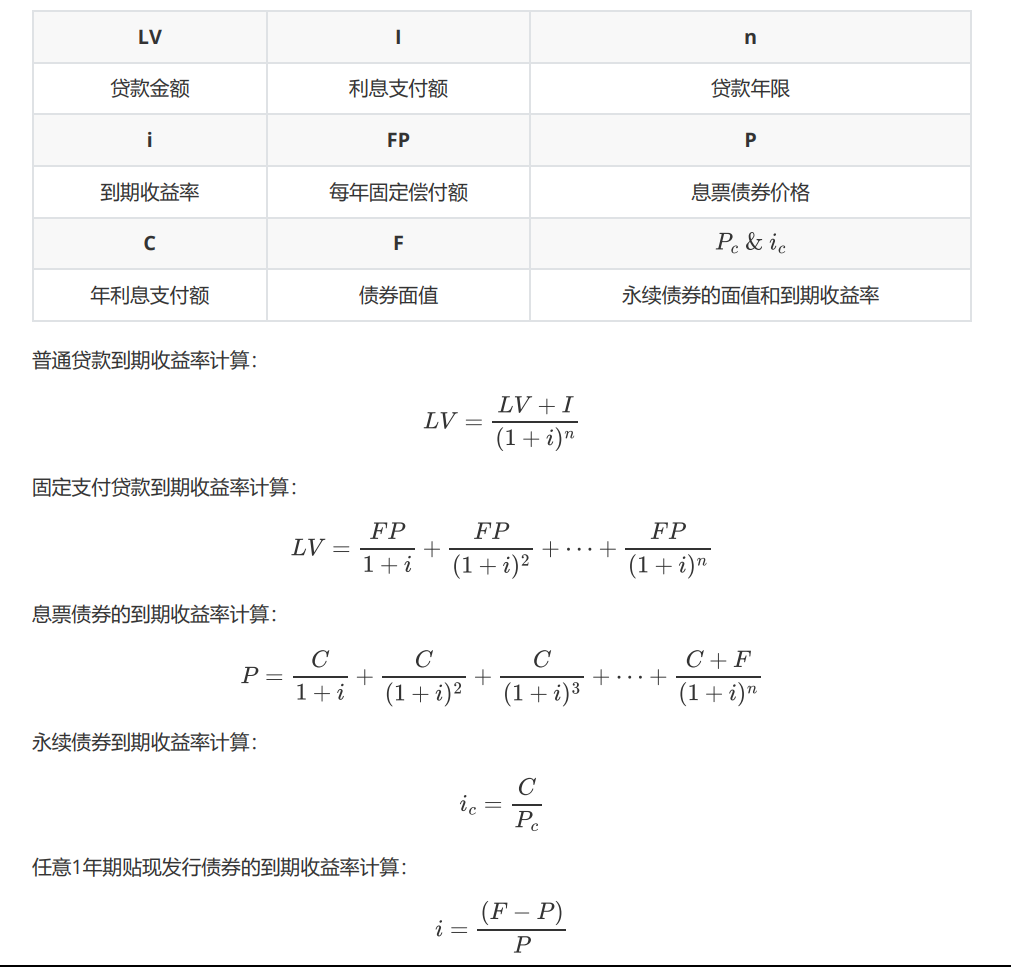 LV I n
贷款金额 利息支付额 贷款年限
i FP P
到期收益率 每年固定偿付额 息票债券价格
C F $P_c \& i_c$
年利息支付额 债券面值 永续债券的面值和到期收益率
普通贷款到期收益率计算：
$LV = \frac{LV + I}{(1 + i)^n}$
固定支付贷款到期收益率计算：
$LV = \frac{FP}{1 + i} + \frac{FP}{(1 + i)^2} + \cdots + \frac{FP}{(1 + i)^n}$
息票债券的到期收益率计算：
$P = \frac{C}{1 + i} + \frac{C}{(1 + i)^2} + \frac{C}{(1 + i)^3} + \cdots + \frac{C + F}{(1 + i)^n}$
永续债券到期收益率计算：
$i_c = \frac{C}{P_c}$
任意1年期贴现发行债券的到期收益率计算：
$i = \frac{(F - P)}{P}$